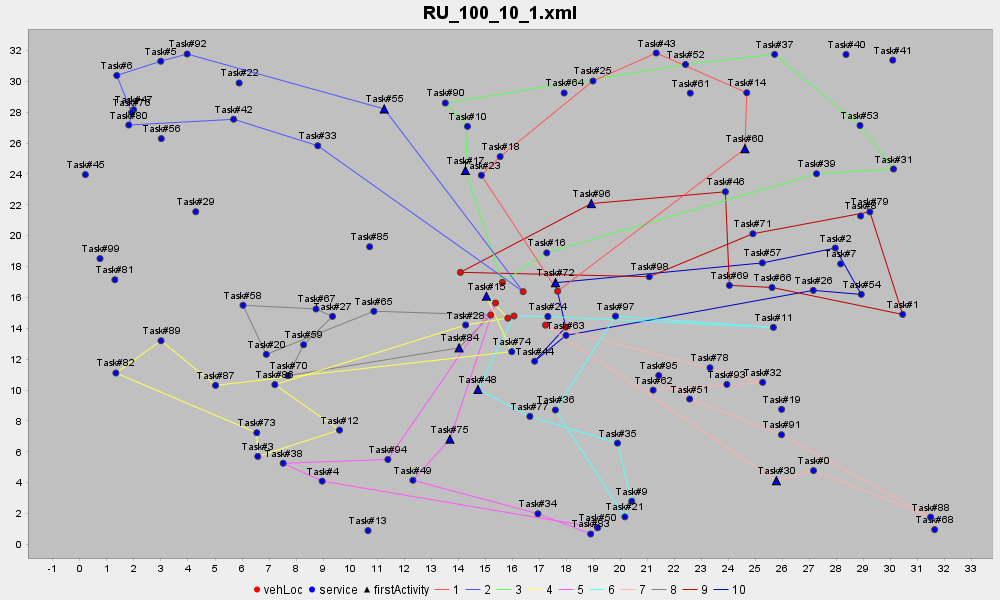 RU_100_10_1.xml
32
30
28
26
24
22
20
18
16
14
12
10
8
6
4
2
0
Task#92
Task#5
Task#6
Task#22
Task#47
Task#76
Task#80
Task#42
Task#56
Task#33
Task#55
Task#45
Task#29
Task#85
Task#99
Task#81
Task#43
Task#52
Task#37
Task#40
Task#41
Task#25
Task#64
Task#61
Task#14
Task#90
Task#10
Task#53
Task#18
Task#60
Task#17
Task#23
Task#39
Task#31
Task#96
Task#46
Task#79
Task#8
Task#71
Task#16
Task#2
Task#57
Task#7
Task#98
Task#72
Task#69
Task#66
Task#26
Task#54
Task#1
Task#15
Task#58
Task#67
Task#27
Task#65
Task#28
Task#24
Task#97
Task#11
Task#63
Task#89
Task#20
Task#59
Task#84
Task#74
Task#44
Task#82
Task#87
Task#70
Task#86
Task#48
Task#78
Task#95
Task#93
Task#32
Task#62
Task#51
Task#19
Task#77
Task#36
Task#73
Task#12
Task#75
Task#35
Task#91
Task#3
Task#38
Task#94
Task#4
Task#49
Task#30
Task#0
Task#9
Task#34
Task#21
Task#50
Task#83
Task#13
Task#88
Task#68
-1 0 1 2 3 4 5 6 7 8 9 10 11 12 13 14 15 16 17 18 19 20 21 22 23 24 25 26 27 28 29 30 31 32 33
vehLoc service firstActivity 1 2 3 4 5 6 7 8 9 10